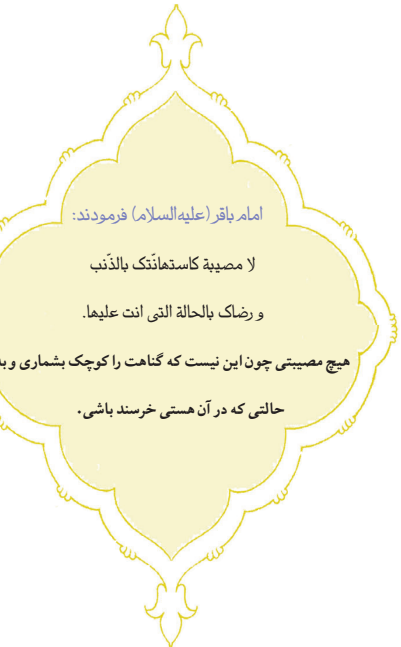 امام باقر (علیه‌السلام) فرمودند:
لا مصیبة کاستهانَتک بالذّنب
و رضاک بالحالة التی انت علیها.
هیچ مصیبتی چون این نیست که گناهت را کوچک بشماری و به
حالتی که در آن هستی خرسند باشی.